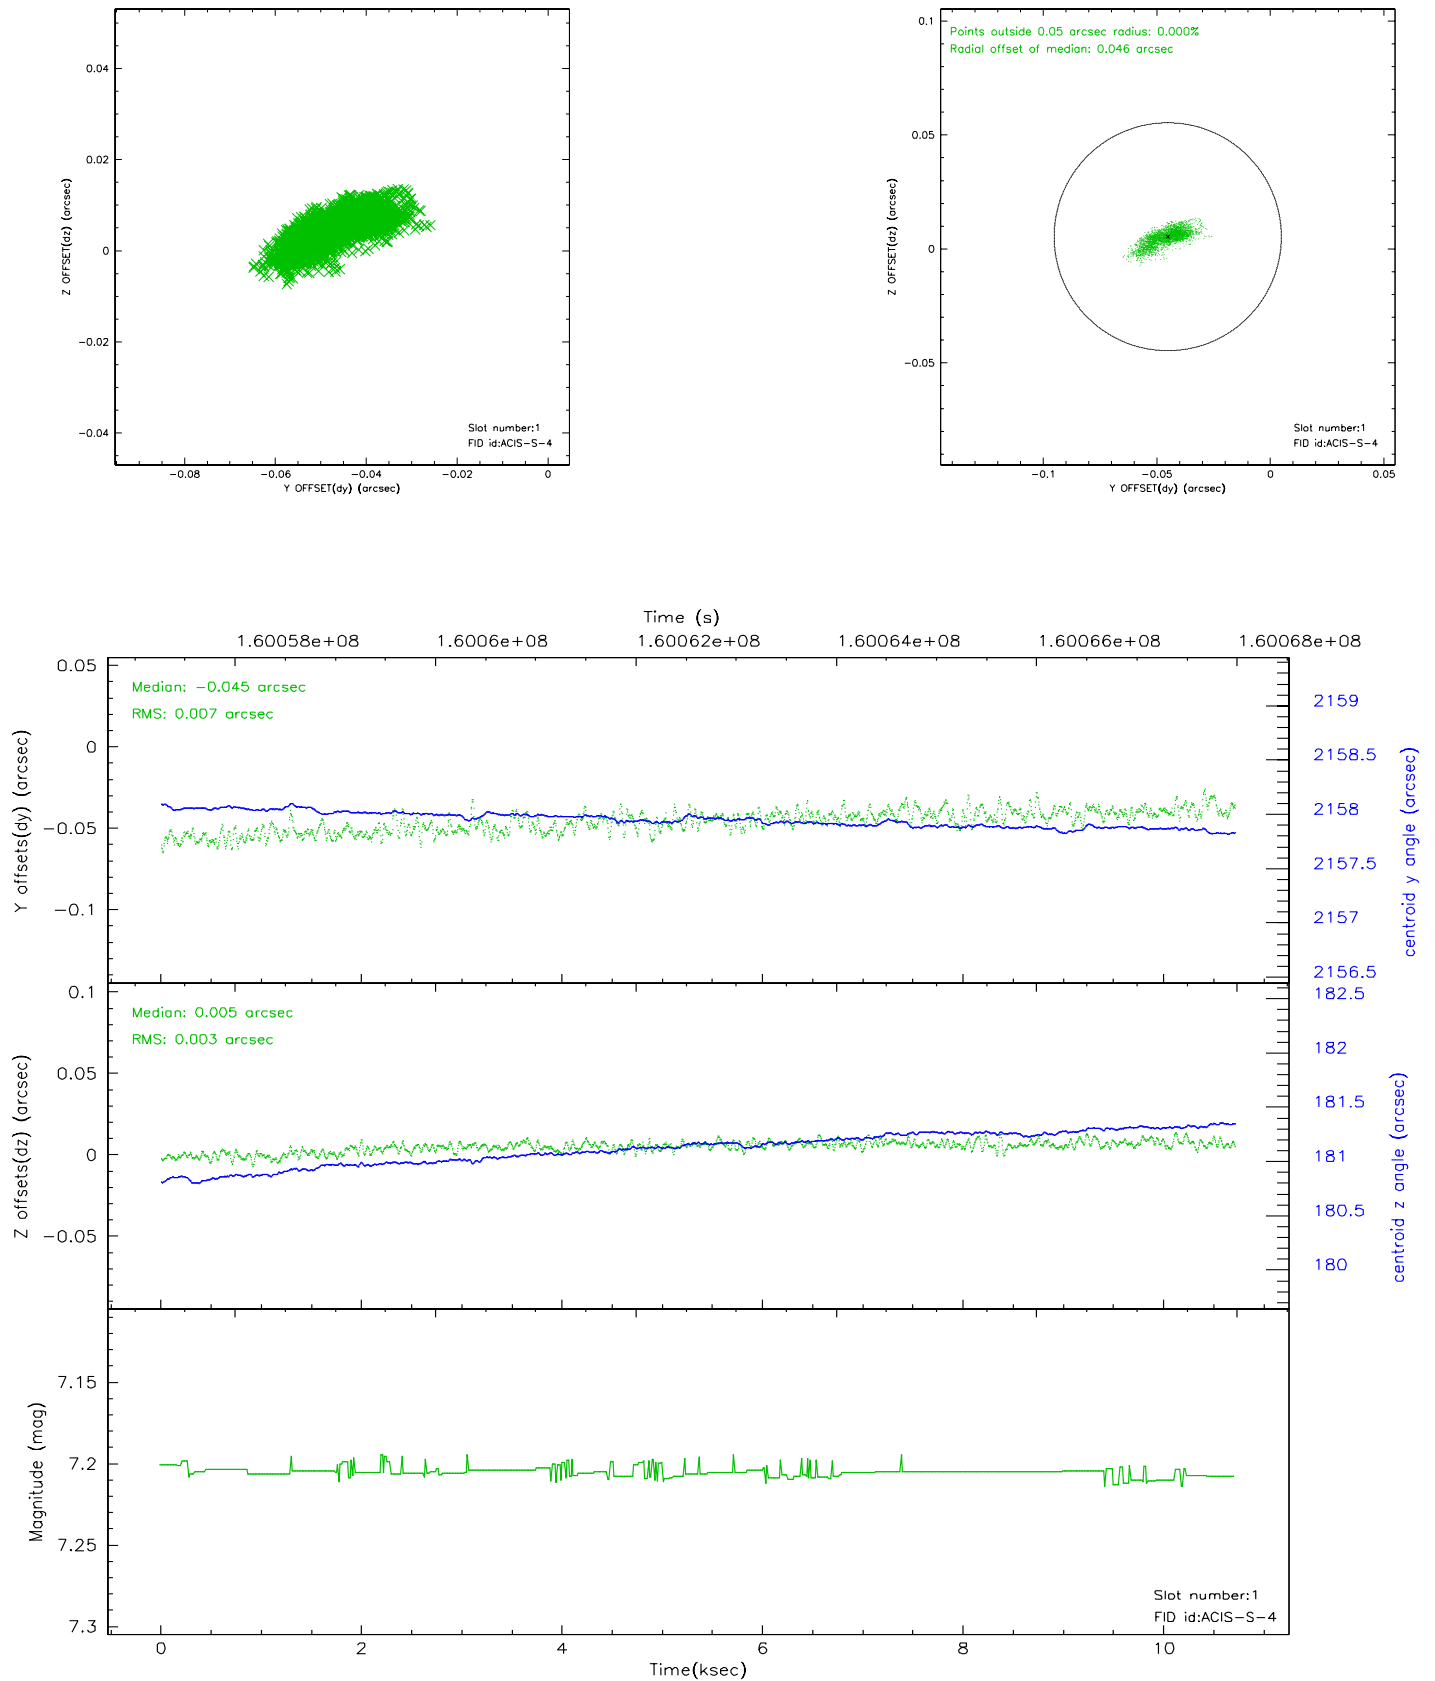 0.04
0.02
0
−0.02
−0.04
Z OFFSET(dz) (arcsec)
Slot number:1
FID id:ACIS−S−4
−0.08
−0.06
−0.04
−0.02
0
Y OFFSET(dy) (arcsec)
0.1
0.05
0
−0.05
Z OFFSET(dz) (arcsec)
Points outside 0.05 arcsec radius: 0.000%
Radial offset of median: 0.046 arcsec
Slot number:1
FID id:ACIS−S−4
−0.1
−0.05
0
0.05
Y OFFSET(dy) (arcsec)
Time (s)
1.60058e+08
1.6006e+08
1.60062e+08
1.60064e+08
1.60066e+08
1.60068e+08
0.05
0
−0.05
−0.1
Y offsets(dy) (arcsec)
Median: −0.045 arcsec
RMS: 0.007 arcsec
2159
2158.5
2158
2157.5
2157
2156.5
centroid y angle (arcsec)
0.1
0.05
0
−0.05
Z offsets(dz) (arcsec)
Median: 0.005 arcsec
RMS: 0.003 arcsec
182.5
182
181.5
181
180.5
180
centroid z angle (arcsec)
7.15
7.2
7.25
7.3
Magnitude (mag)
Slot number:1
FID id:ACIS−S−4
0
2
4
6
8
10
Time(ksec)